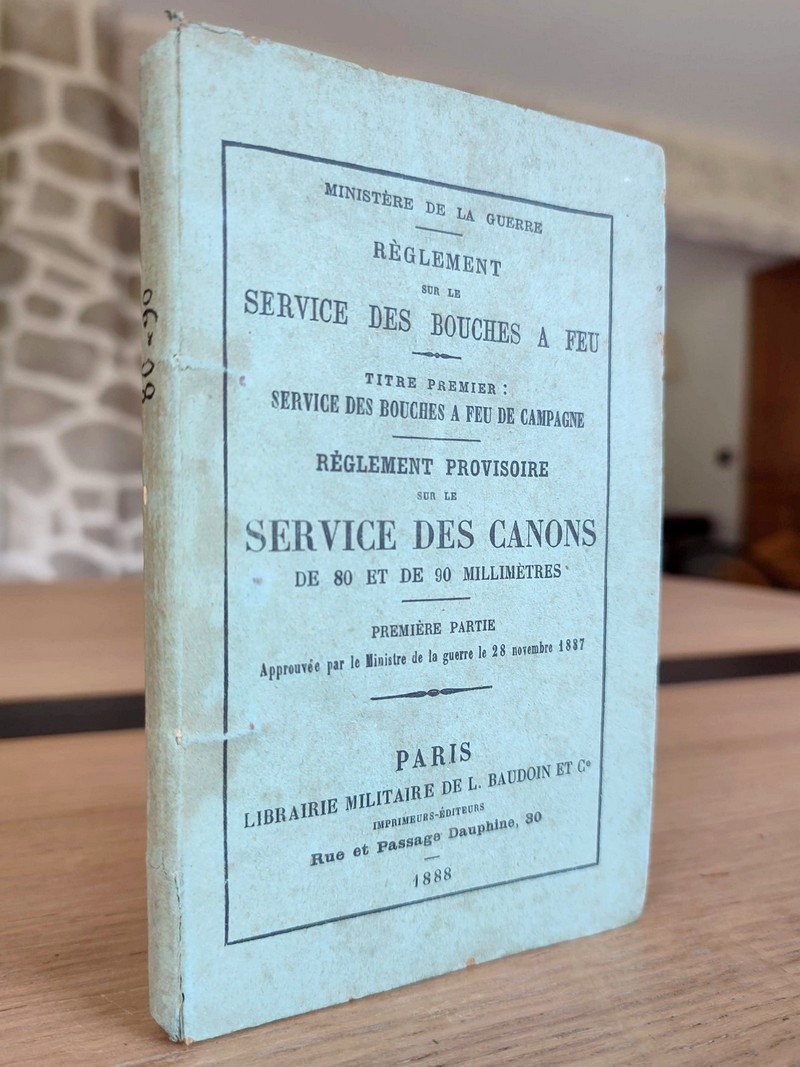 MINISTÈRE DE LA GUERRE
RÈGLEMENT
SUR LE
SERVICE DES BOUCHES A FEU
TITRE PREMIER :
SERVICE DES BOUCHES A FEU DE CAMPAGNE
RÈGLEMENT PROVISOIRE
SUR LE
SERVICE DES CANONS
DE 80 ET DE 90 MILLIMÈTRES
PREMIÈRE PARTIE
Approuvée par le Ministre de la guerre le 28 novembre 1887
PARIS
LIBRAIRIE MILITAIRE DE L. BAUDOIN ET Cº
IMPRIMEURS-ÉDITEURS
Rue et Passage Dauphine, 30
1888